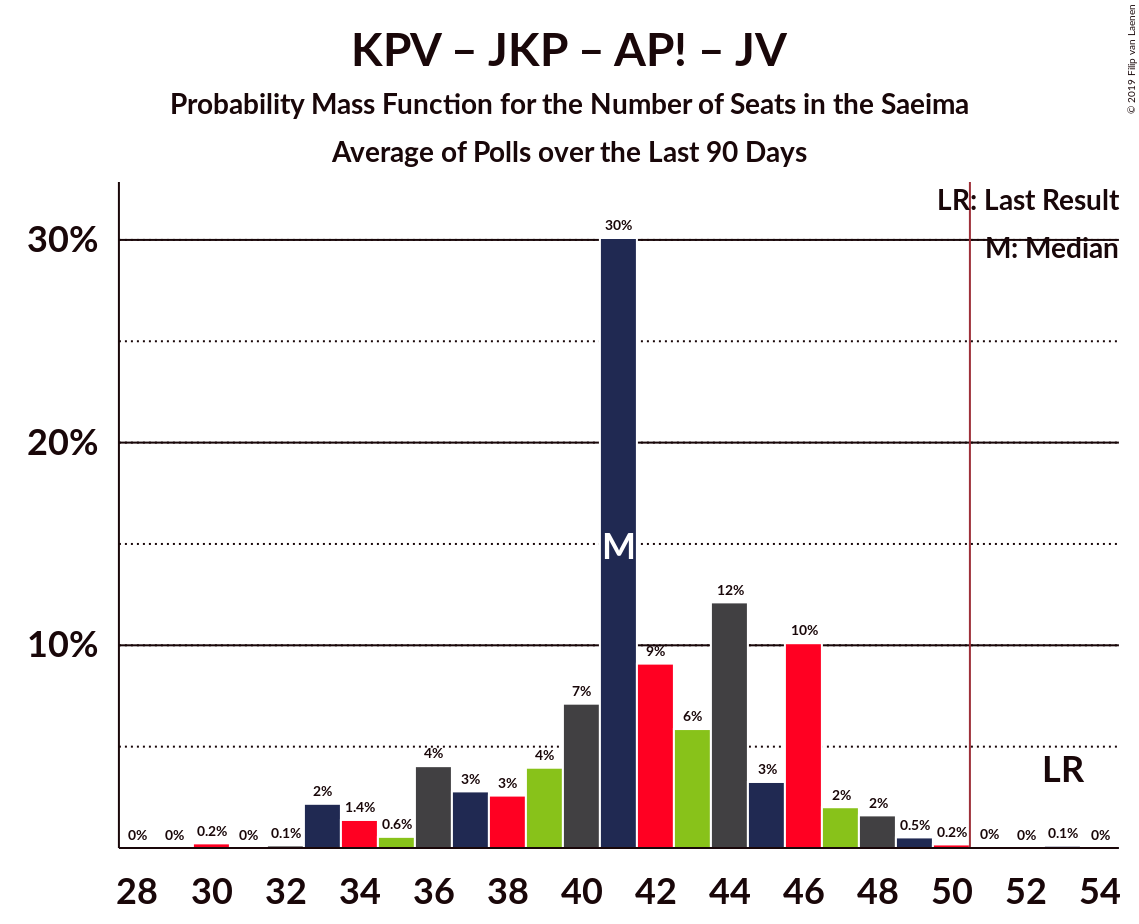 KPV – JKP – AP! – JV
Probability Mass Function for the Number of Seats in the Saeima
Average of Polls over the Last 90 Days
© 2019 Filip van Laenen
LR: Last Result
M: Median
30%
20%
10%
0% 0% 0.2% 0% 0.1% 2% 1.4% 0.6% 4% 3% 3% 4% 7% 30% 9% 6% 12% 3% 10% 2% 2% 0.5% 0.2% 0% 0% 0.1% 0%
M
LR
28 30 32 34 36 38 40 42 44 46 48 50 52 54